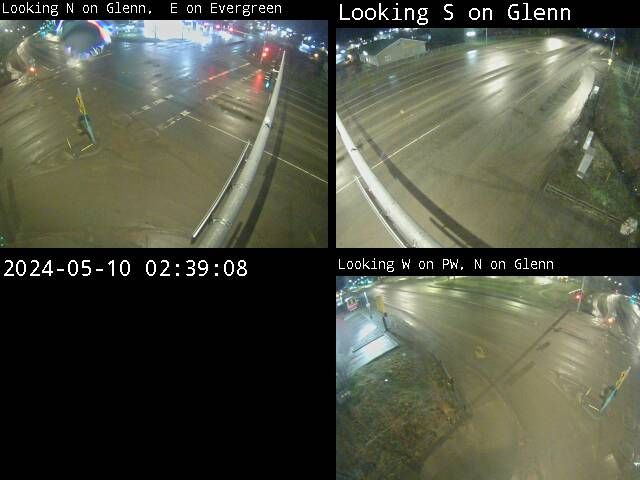 Looking N on Glenn,  E on Evergreen
Looking S on Glenn
2024-05-10 02:39:08
Looking W on PW, N on Glenn